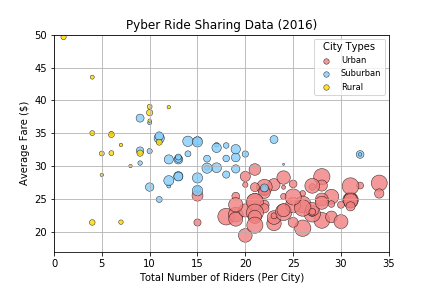 Pyber Ride Sharing Data (2016)
City Types
Urban
Suburban
Rural
Average Fare ($)
50
45
40
35
30
25
20
0 5 10 15 20 25 30 35
Total Number of Riders (Per City)